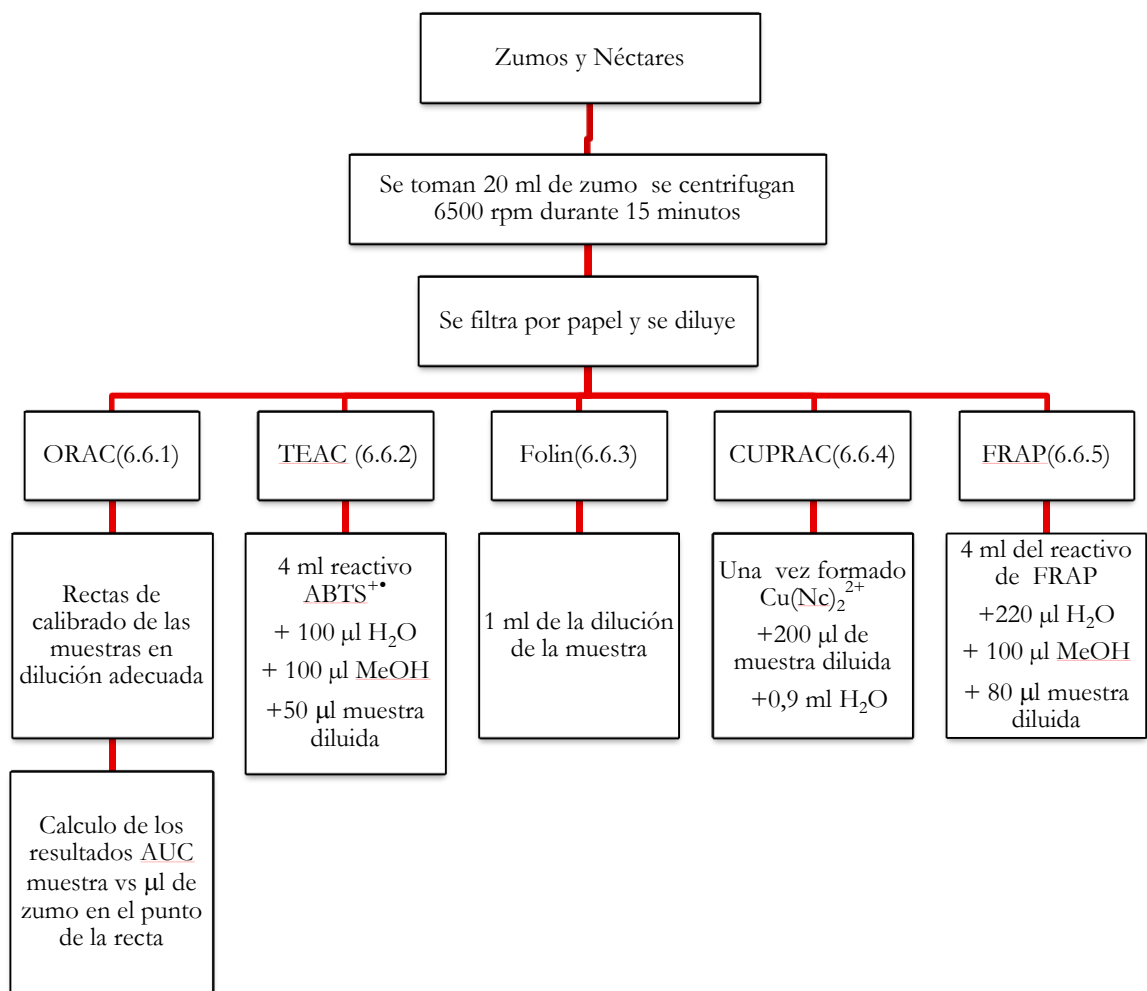 Zumos y Néctares
Se toman 20 ml de zumo se centrifugan
6500 rpm durante 15 minutos
Se filtra por papel y se diluye
ORAC(6.6.1)
TEAC (6.6.2)
Folin(6.6.3)
CUPRAC(6.6.4)
FRAP(6.6.5)
Rectas de
calibrado de las
muestras en
dilución adecuada
4 ml reactivo
ABTS⁺•
+ 100 µl H₂O
+ 100 µl MeOH
+50 µl muestra
diluida
1 ml de la dilución
de la muestra
Una vez formado
Cu(Nc)₂²⁺
+200 µl de
muestra diluida
+0,9 ml H₂O
4 ml del reactivo
de FRAP
+220 µl H₂O
+ 100 µl MeOH
+ 80 µl muestra
diluida
Calculo de los
resultados AUC
muestra vs µl de
zumo en el punto
de la recta